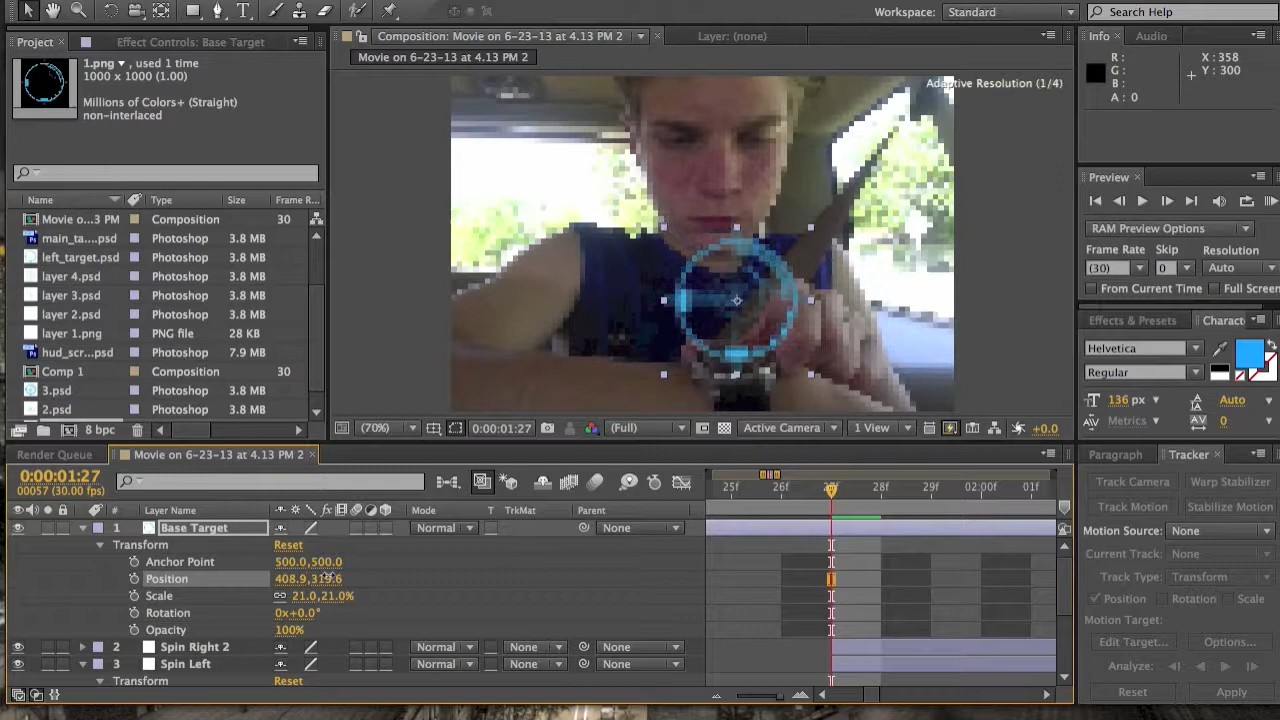 Workspace: Standard
Search Help
Project × Effect Controls: Base Target
Composition: Movie on 6-23-13 at 4.13 PM 2 ×
Layer: (none)
Info × Audio
Movie on 6-23-13 at 4.13 PM 2
1.png ▾ , used 1 time
1000 x 1000 (1.00)
Millions of Colors+ (Straight)
non-interlaced
Adaptive Resolution (1/4)
R :
G :
B :
A : 0
X : 358
Y : 300
Preview ×
RAM Preview Options
Frame Rate Skip Resolution
(30) 0 Auto
From Current Time Full Screen
Name Type Size Frame R...
Movie o...3 PM Composition 30
main_ta....psd Photoshop 3.8 MB
left_target.psd Photoshop 3.8 MB
layer 4.psd Photoshop 3.8 MB
layer 3.psd Photoshop 3.8 MB
layer 2.psd Photoshop 3.8 MB
layer 1.png PNG file 28 KB
hud_scr....psd Photoshop 7.9 MB
Comp 1 Composition 30
3.psd Photoshop 3.8 MB
2.psd Photoshop 3.8 MB
8 bpc
Effects & Presets × Charact
Helvetica
Regular
136 px Auto
Metrics 0
(70%) 0:00:01:27 (Full) Active Camera 1 View +0.0
Render Queue
Movie on 6-23-13 at 4.13 PM 2 ×
0:00:01:27
00057 (30.00 fps)
25f 26f 28f 29f 02:00f 01f
# Layer Name Mode T TrkMat Parent
1 Base Target Normal None
Transform Reset
Anchor Point 500.0,500.0
Position 408.9,319.6
Scale 21.0,21.0%
Rotation 0x+0.0°
Opacity 100%
2 Spin Right 2 Normal None None
3 Spin Left Normal None None
Transform Reset
Paragraph Tracker ×
Track Camera Warp Stabilizer
Track Motion Stabilize Motion
Motion Source: None
Current Track: None
Track Type: Transform
Position Rotation Scale
Motion Target:
Edit Target... Options...
Analyze:
Reset Apply